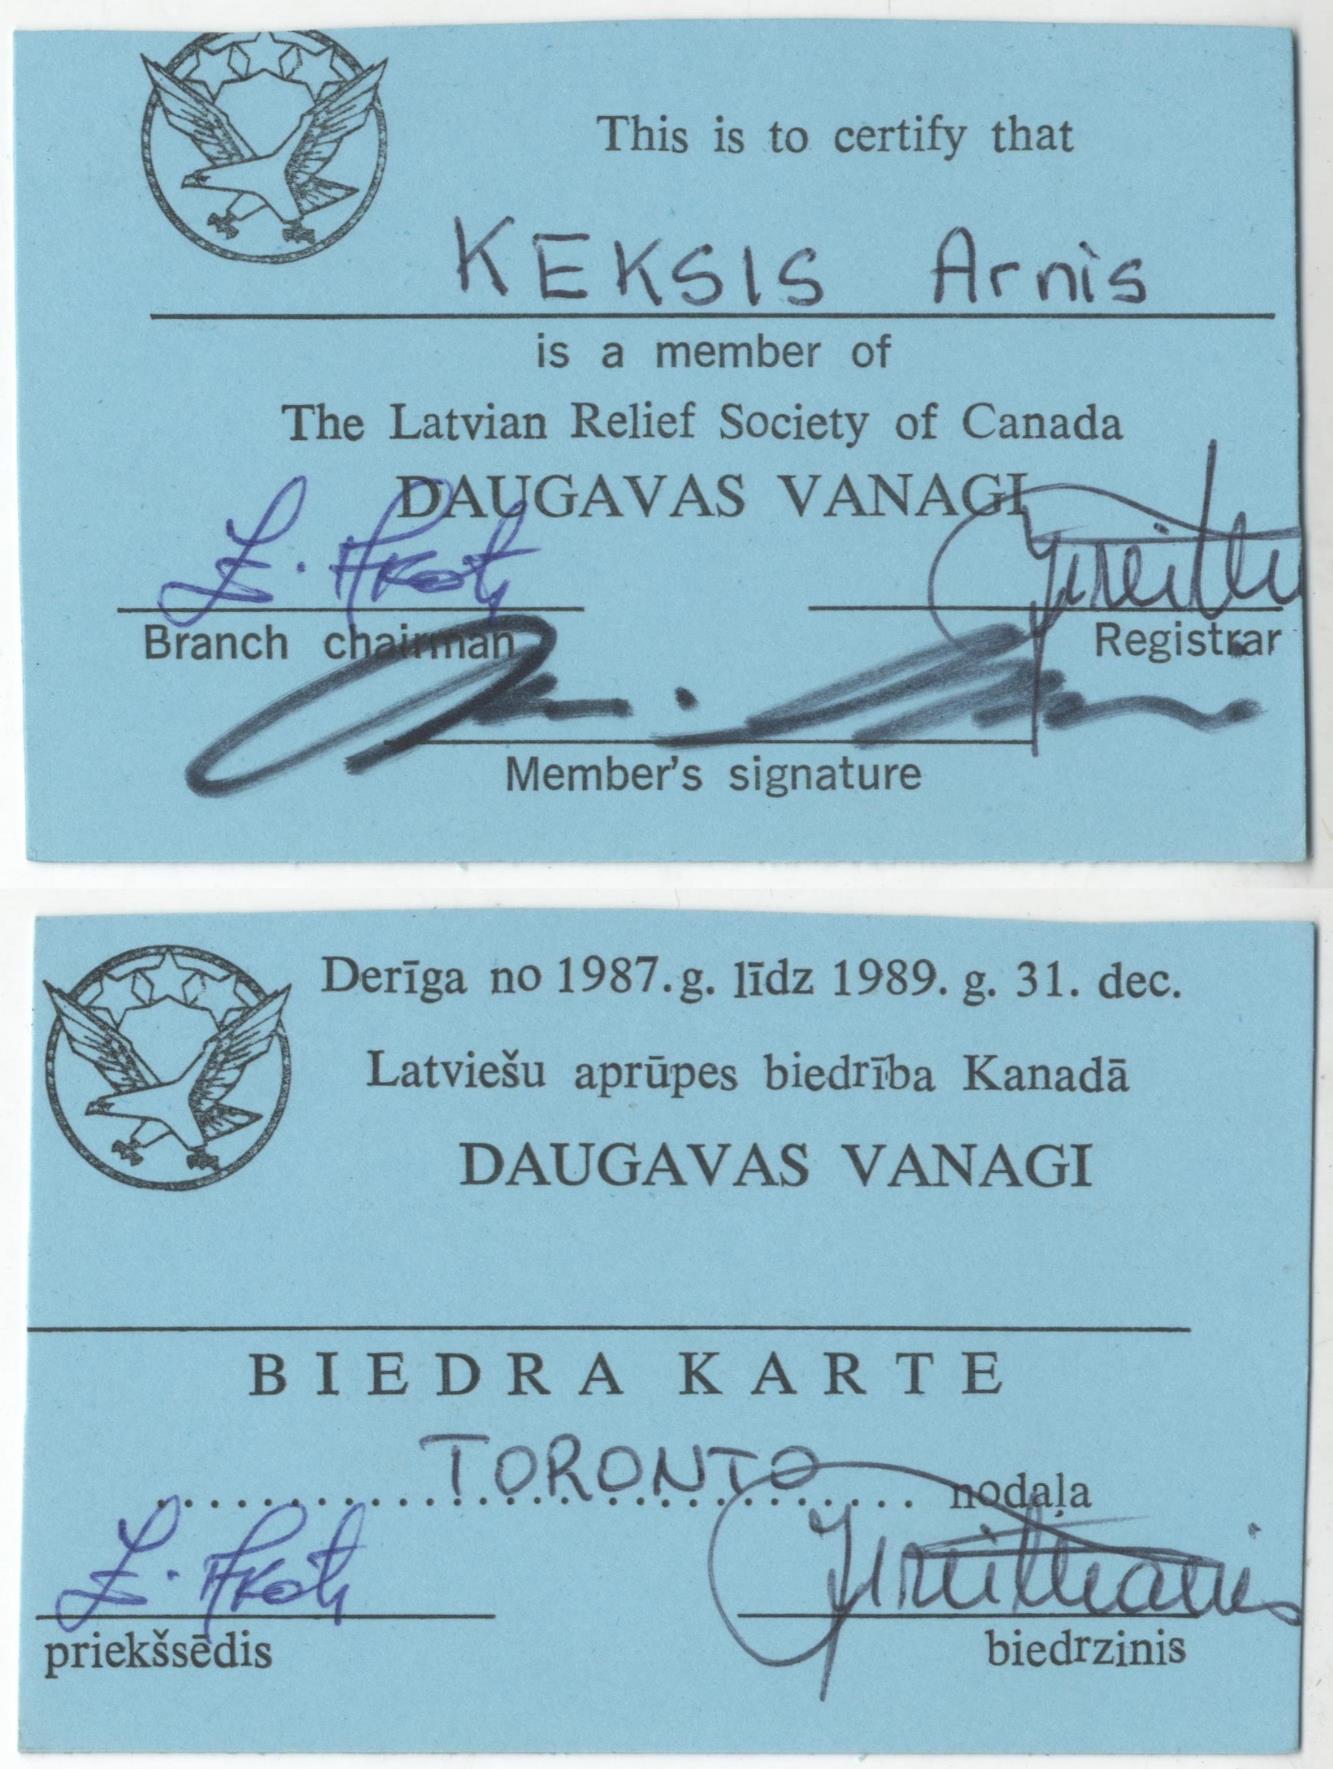 This is to certify that
KEKSIS Arnis
is a member of
The Latvian Relief Society of Canada
DAUGAVAS VANAGI
Branch chairman
Registrar
Member's signature
Derīga no 1987. g. līdz 1989. g. 31. dec.
Latviešu aprūpes biedrība Kanadā
DAUGAVAS VANAGI
BIEDRA KARTE
TORONTO nodaļa
priekšsēdis
biedrzinis